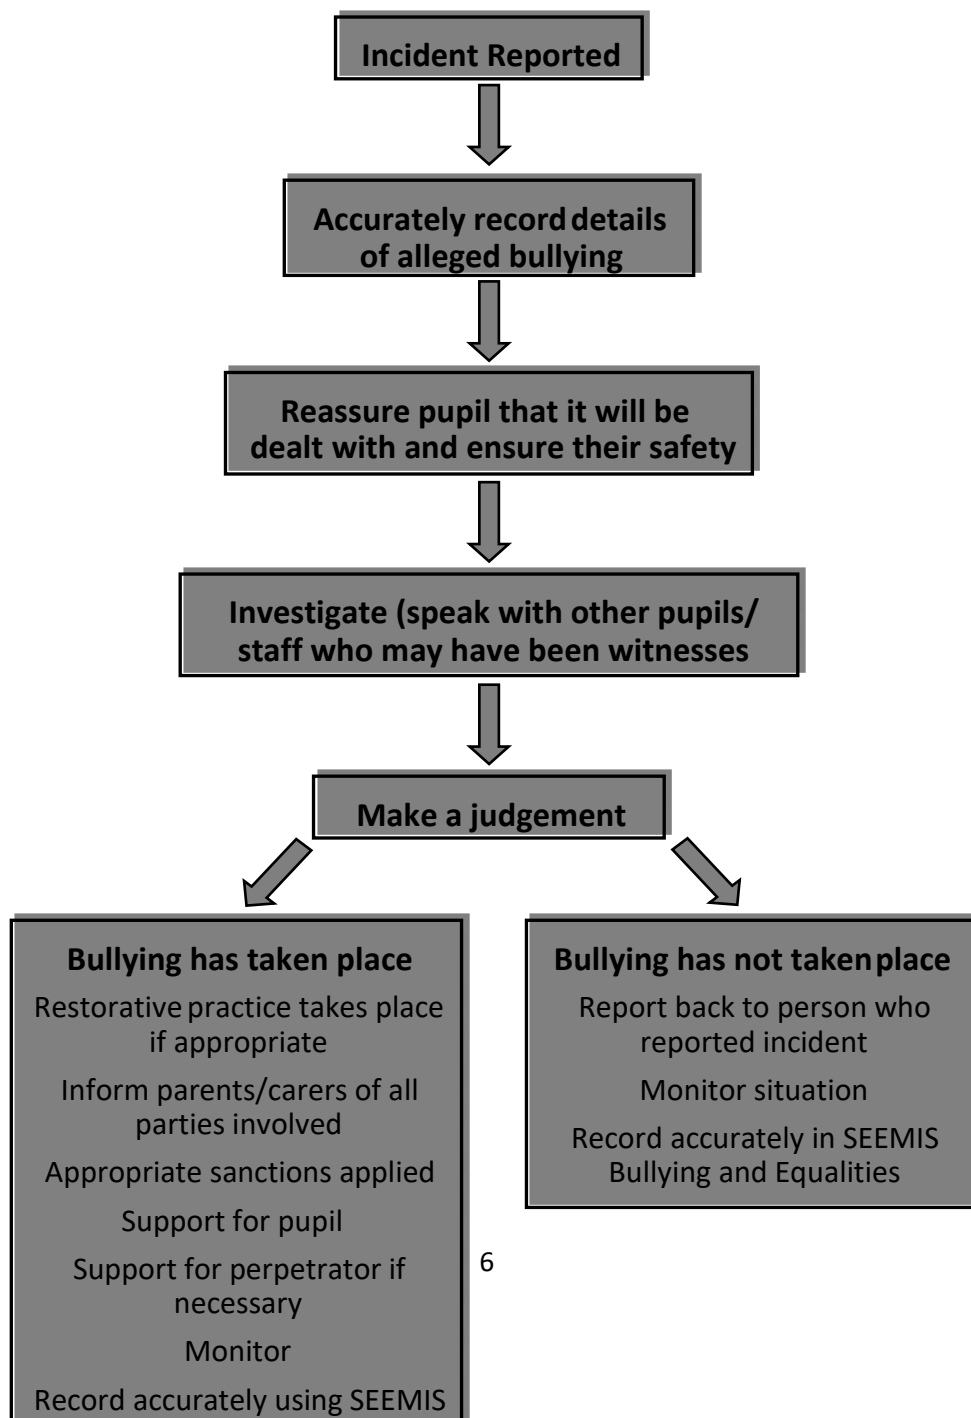 Incident Reported
Accurately record details
of alleged bullying
Reassure pupil that it will be
dealt with and ensure their safety
Investigate (speak with other pupils/
staff who may have been witnesses
Make a judgement
Bullying has taken place
Restorative practice takes place
if appropriate
Inform parents/carers of all
parties involved
Appropriate sanctions applied
Support for pupil
Support for perpetrator if
necessary
Monitor
Record accurately using SEEMIS
Bullying has not taken place
Report back to person who
reported incident
Monitor situation
Record accurately in SEEMIS
Bullying and Equalities
6